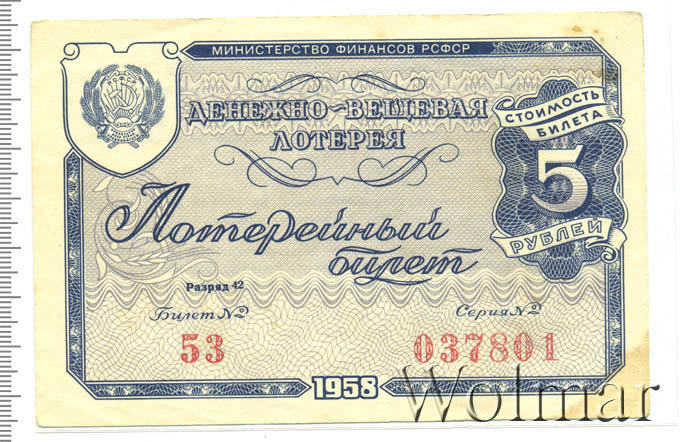 МИНИСТЕРСТВО ФИНАНСОВ РСФСР
ДЕНЕЖНО-ВЕЩЕВАЯ
ЛОТЕРЕЯ
СТОИМОСТЬ
БИЛЕТА
5
РУБЛЕЙ
Лотерейный
билет
Разряд 42
Билет № Серия №
53 037801
1958
Wolmar